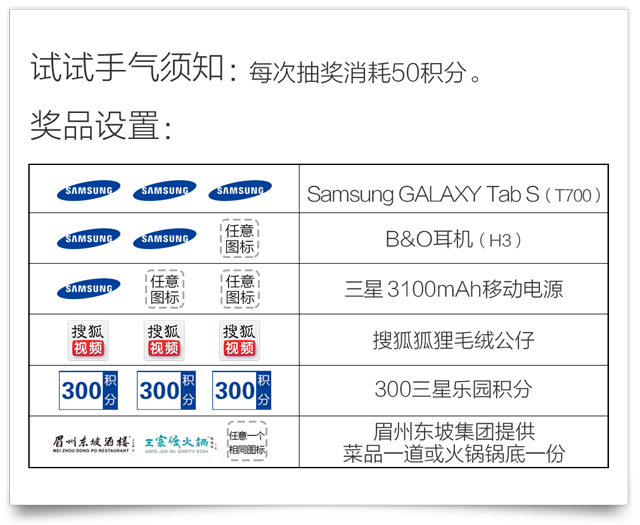 试试手气须知：每次抽奖消耗50积分。
奖品设置：
SAMSUNG SAMSUNG SAMSUNG Samsung GALAXY Tab S（T700）
SAMSUNG SAMSUNG 任意图标 B&O耳机（H3）
SAMSUNG 任意图标 任意图标 三星 3100mAh移动电源
搜狐视频 搜狐视频 搜狐视频 搜狐狐狸毛绒公仔
300积分 300积分 300积分 300三星乐园积分
眉州东坡酒楼 王家渡火锅 任意一个 眉州东坡集团提供
MEI ZHOU DONG PO RESTAURANT 相同图标 菜品一道或火锅锅底一份